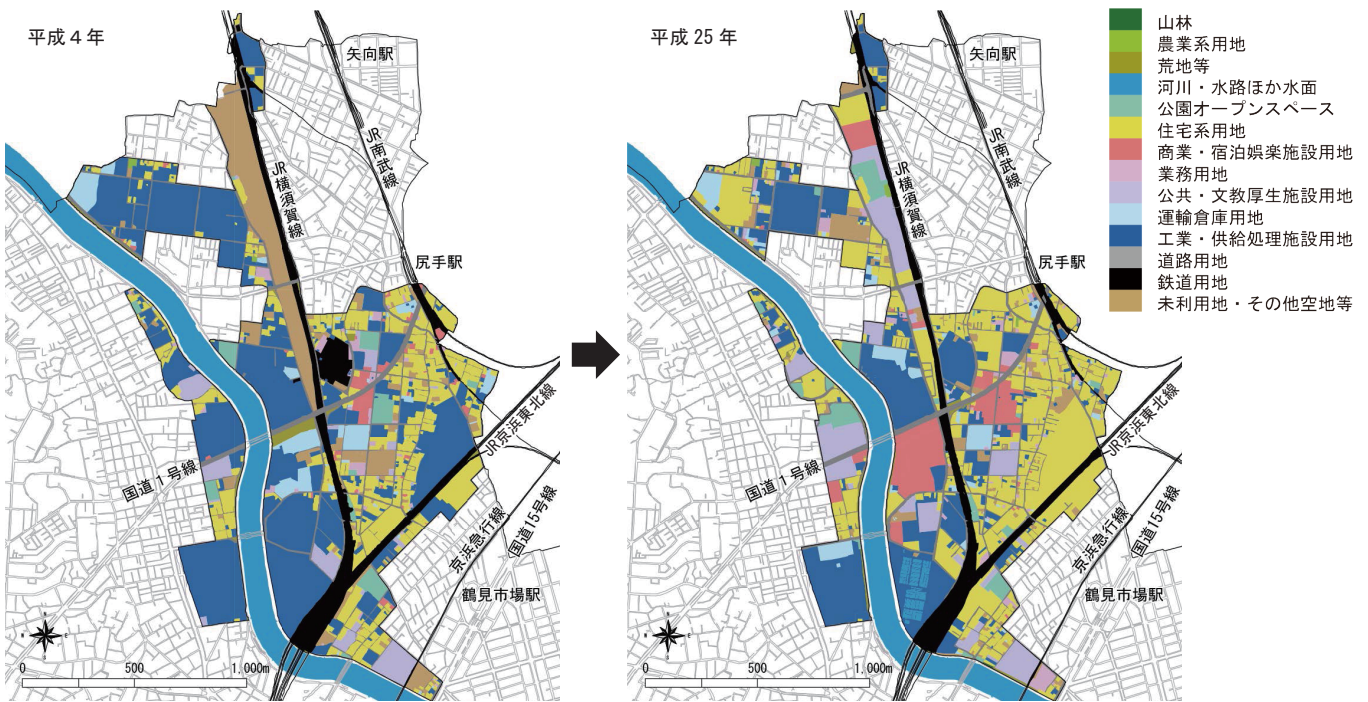 平成４年
矢向駅
JR南武線
JR横須賀線
尻手駅
JR京浜東北線
国道１号線
京浜急行線
国道15号線
鶴見市場駅
N
E
S
0 500 1,000m
平成 25 年
矢向駅
JR南武線
JR横須賀線
尻手駅
JR京浜東北線
国道１号線
京浜急行線
国道15号線
鶴見市場駅
N
E
S
0 500 1,000m
山林
農業系用地
荒地等
河川・水路ほか水面
公園オープンスペース
住宅系用地
商業・宿泊娯楽施設用地
業務用地
公共・文教厚生施設用地
運輸倉庫用地
工業・供給処理施設用地
道路用地
鉄道用地
未利用地・その他空地等